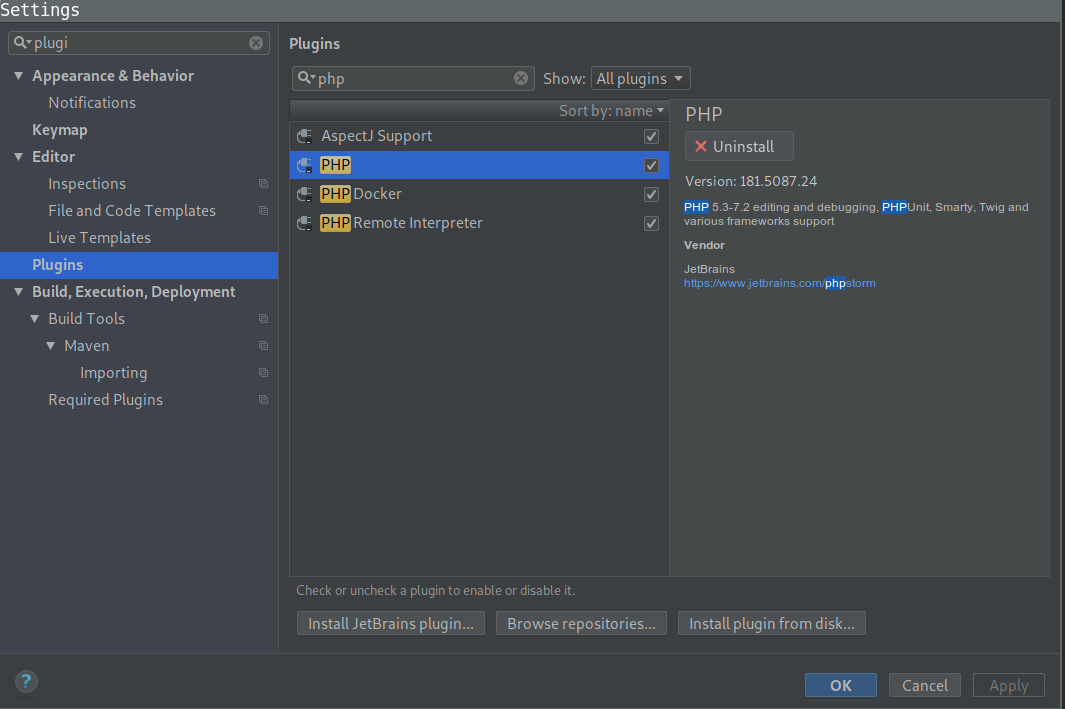 Settings
plugi
Appearance & Behavior
Notifications
Keymap
Editor
Inspections
File and Code Templates
Live Templates
Plugins
Build, Execution, Deployment
Build Tools
Maven
Importing
Required Plugins
Plugins
php
Show: All plugins
Sort by: name
AspectJ Support
PHP
PHP Docker
PHP Remote Interpreter
PHP
Uninstall
Version: 181.5087.24
PHP 5.3-7.2 editing and debugging, PHPUnit, Smarty, Twig and
various frameworks support
Vendor
JetBrains
https://www.jetbrains.com/phpstorm
Check or uncheck a plugin to enable or disable it.
Install JetBrains plugin... Browse repositories... Install plugin from disk...
? OK Cancel Apply